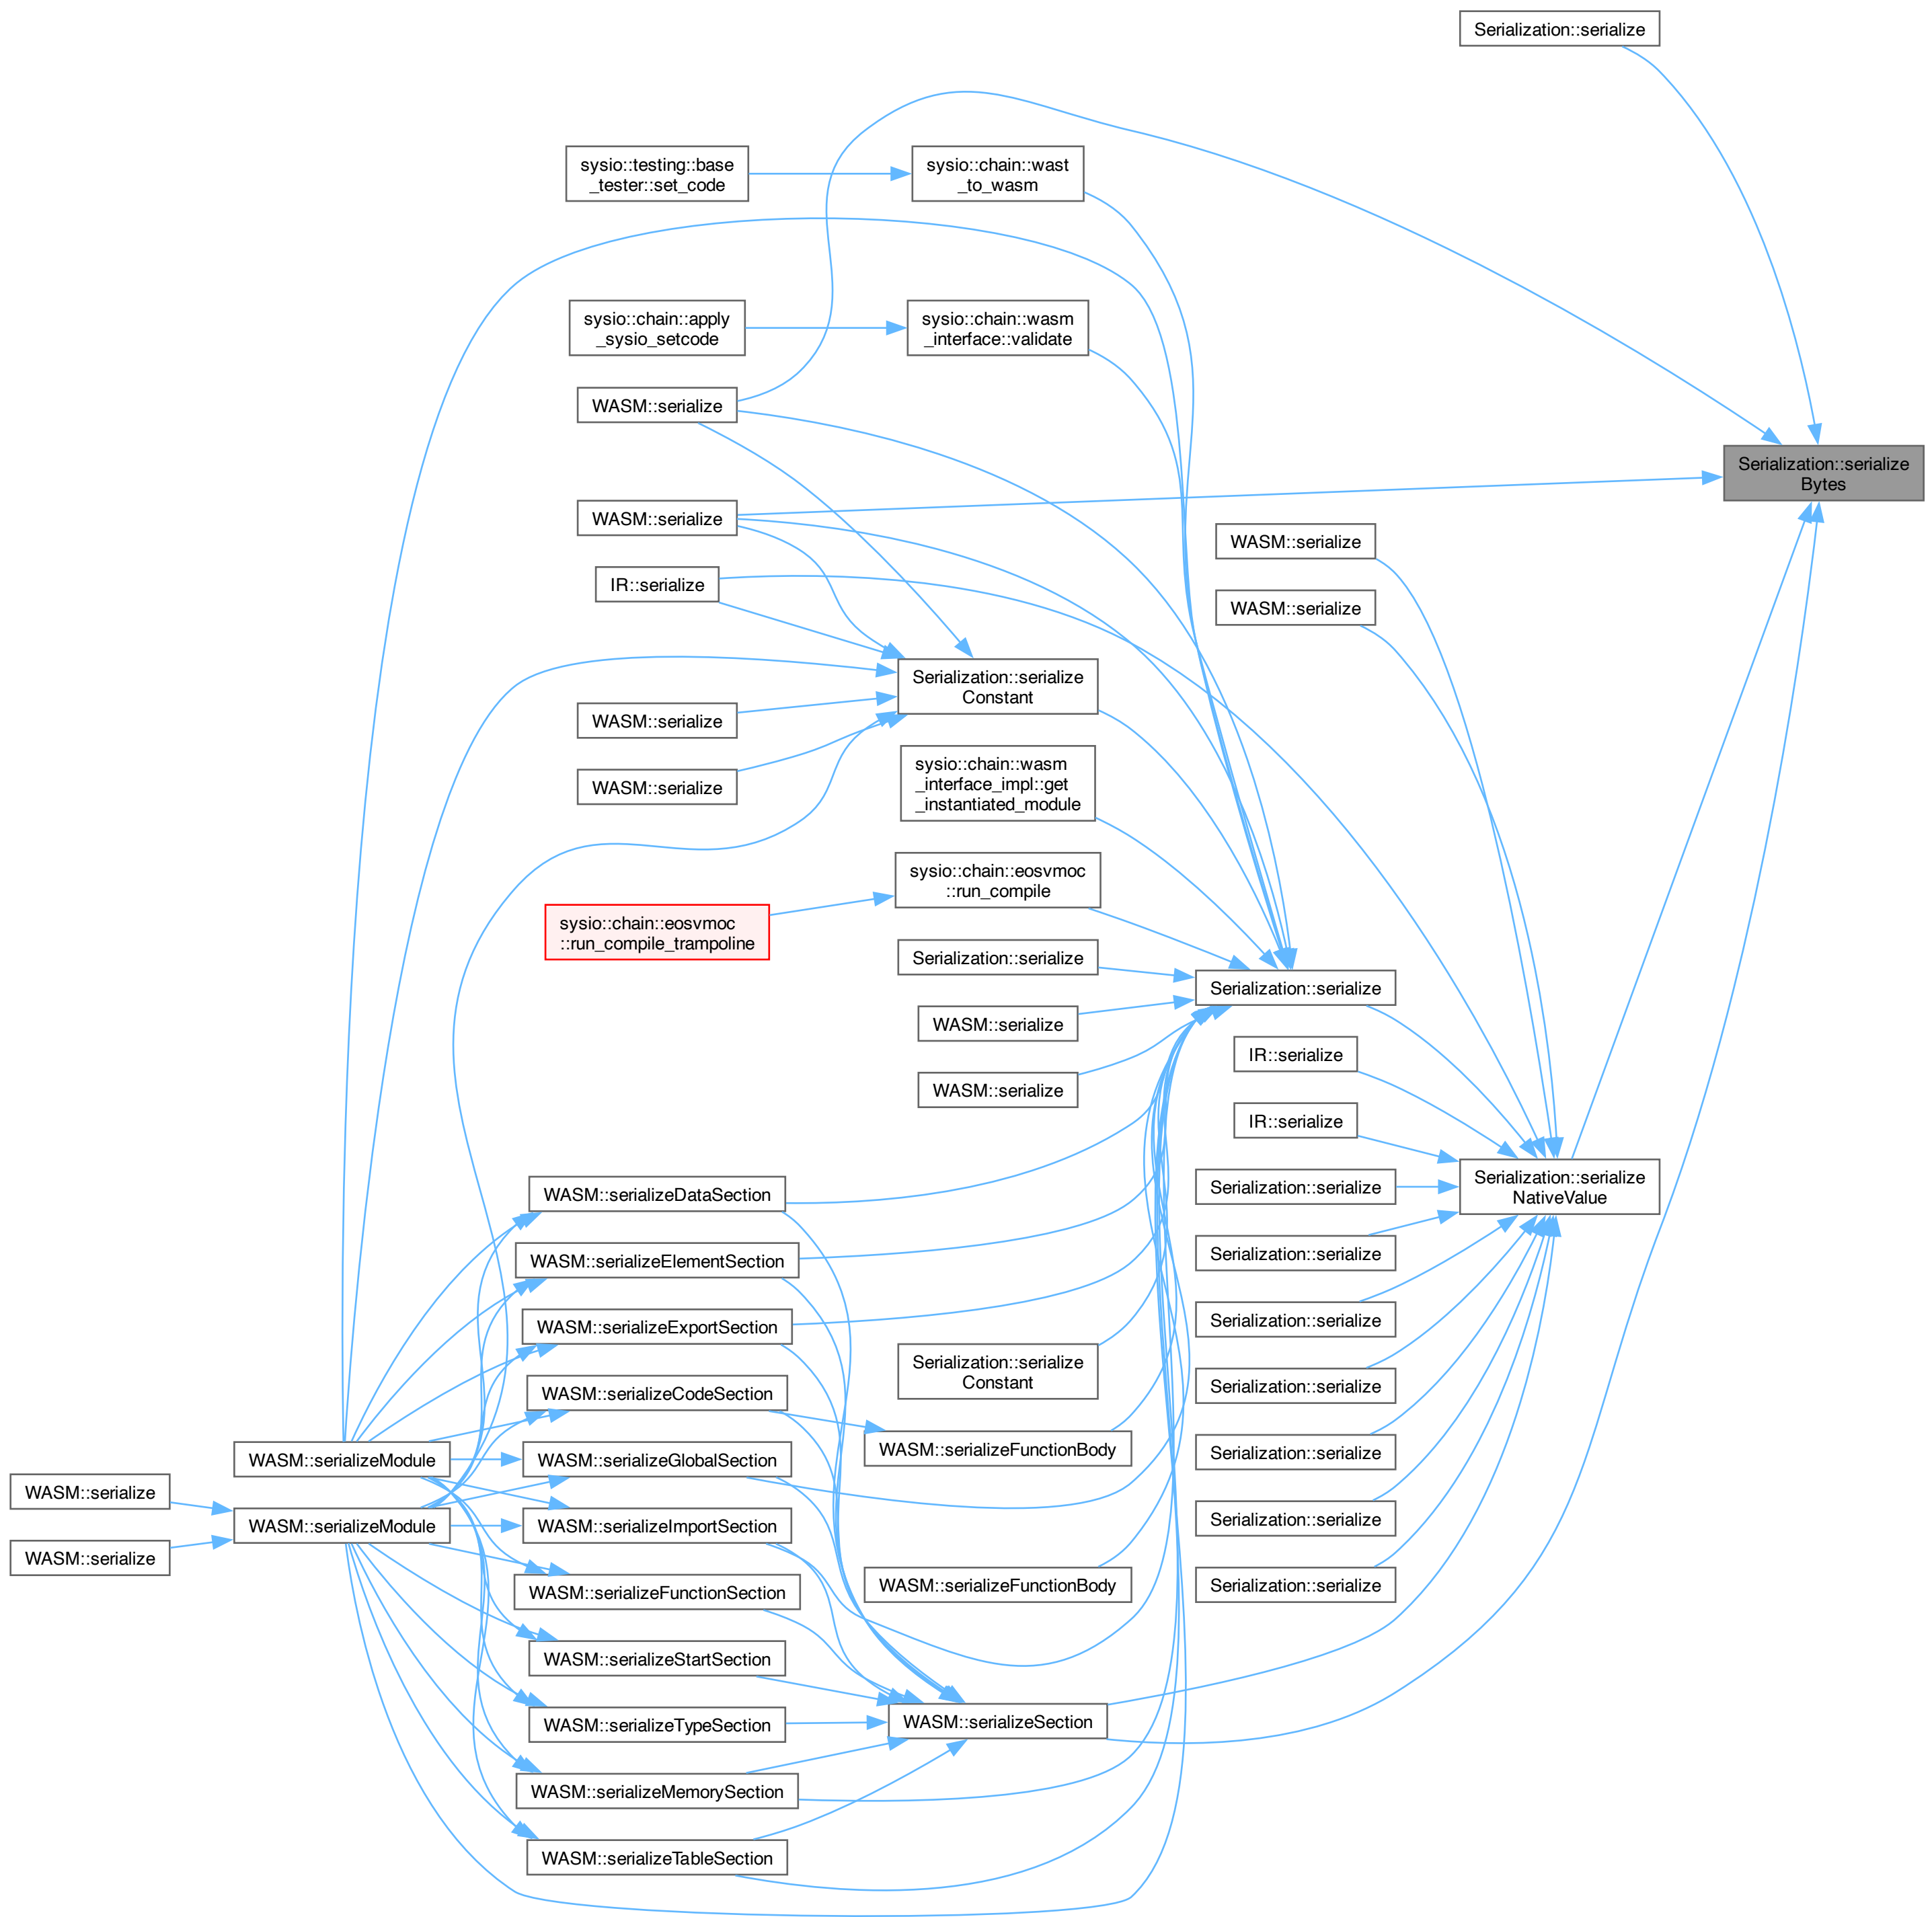 Serialization::serialize
sysio::testing::base
_tester::set_code
sysio::chain::wast
_to_wasm
sysio::chain::apply
_sysio_setcode
sysio::chain::wasm
_interface::validate
WASM::serialize
Serialization::serialize
Bytes
WASM::serialize
WASM::serialize
IR::serialize
WASM::serialize
Serialization::serialize
Constant
WASM::serialize
WASM::serialize
sysio::chain::wasm
_interface_impl::get
_instantiated_module
sysio::chain::eosvmoc
::run_compile
sysio::chain::eosvmoc
::run_compile_trampoline
Serialization::serialize
Serialization::serialize
WASM::serialize
IR::serialize
WASM::serialize
IR::serialize
Serialization::serialize
NativeValue
WASM::serializeDataSection
Serialization::serialize
WASM::serializeElementSection
Serialization::serialize
WASM::serializeExportSection
Serialization::serialize
Serialization::serialize
Constant
WASM::serializeCodeSection
Serialization::serialize
WASM::serializeFunctionBody
Serialization::serialize
WASM::serializeModule
WASM::serializeGlobalSection
WASM::serialize
WASM::serializeModule
WASM::serializeImportSection
Serialization::serialize
WASM::serialize
WASM::serializeFunctionSection
WASM::serializeFunctionBody
Serialization::serialize
WASM::serializeStartSection
WASM::serializeTypeSection
WASM::serializeSection
WASM::serializeMemorySection
WASM::serializeTableSection